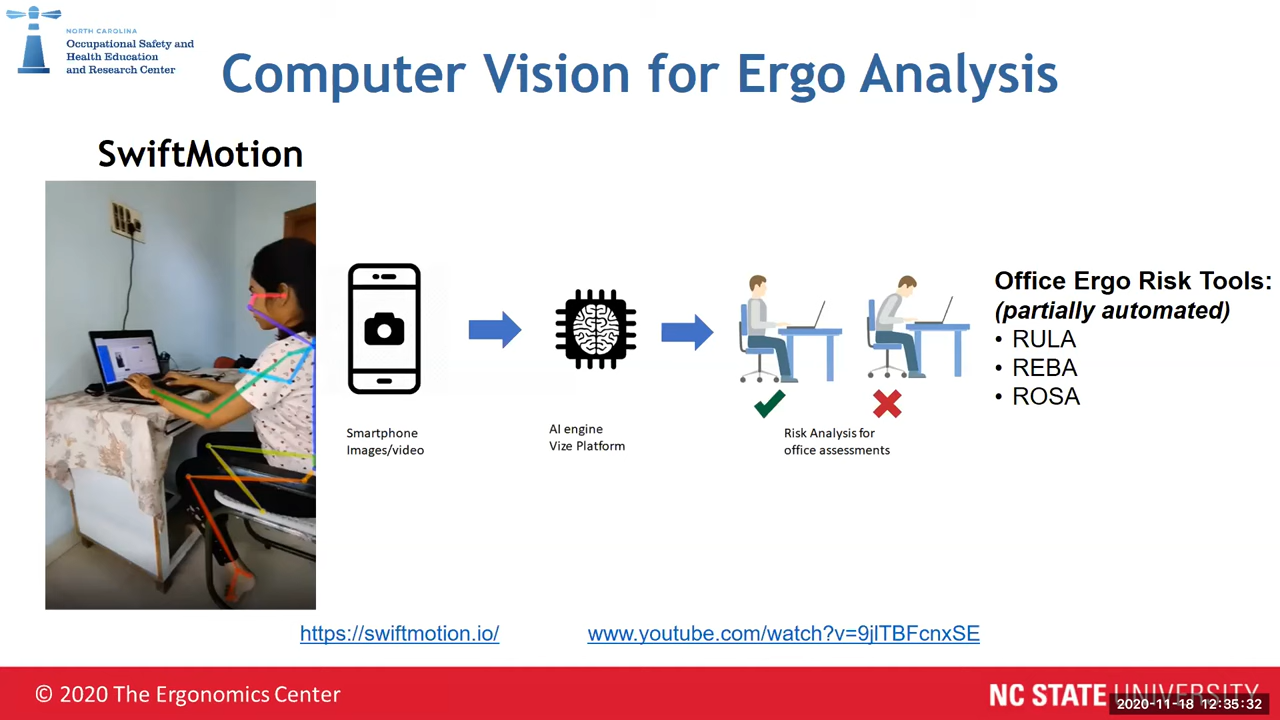 NORTH CAROLINA
Occupational Safety and
Health Education
and Research Center
Computer Vision for Ergo Analysis
SwiftMotion
Smartphone
Images/video
AI engine
Vize Platform
Risk Analysis for
office assessments
Office Ergo Risk Tools:
(partially automated)
• RULA
• REBA
• ROSA
https://swiftmotion.io/
www.youtube.com/watch?v=9jlTBFcnxSE
© 2020 The Ergonomics Center
NC STATE UNIVERSITY
2020-11-18 12:35:32